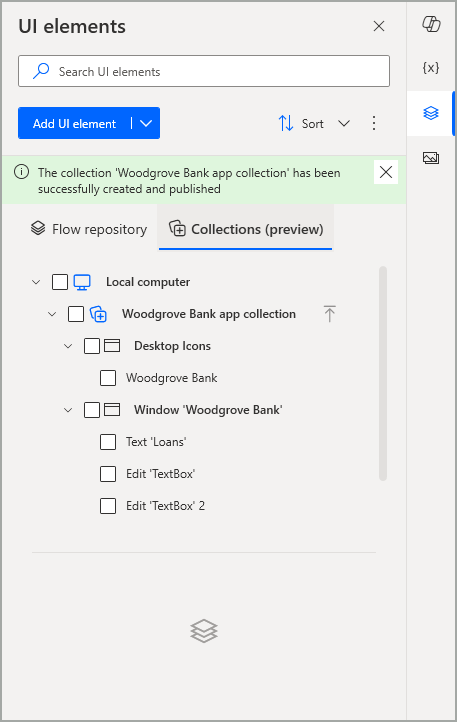 UI elements
Search UI elements
Add UI element
Sort
{x}
The collection 'Woodgrove Bank app collection' has been
successfully created and published
Flow repository
Collections (preview)
Local computer
Woodgrove Bank app collection
Desktop Icons
Woodgrove Bank
Window 'Woodgrove Bank'
Text 'Loans'
Edit 'TextBox'
Edit 'TextBox' 2